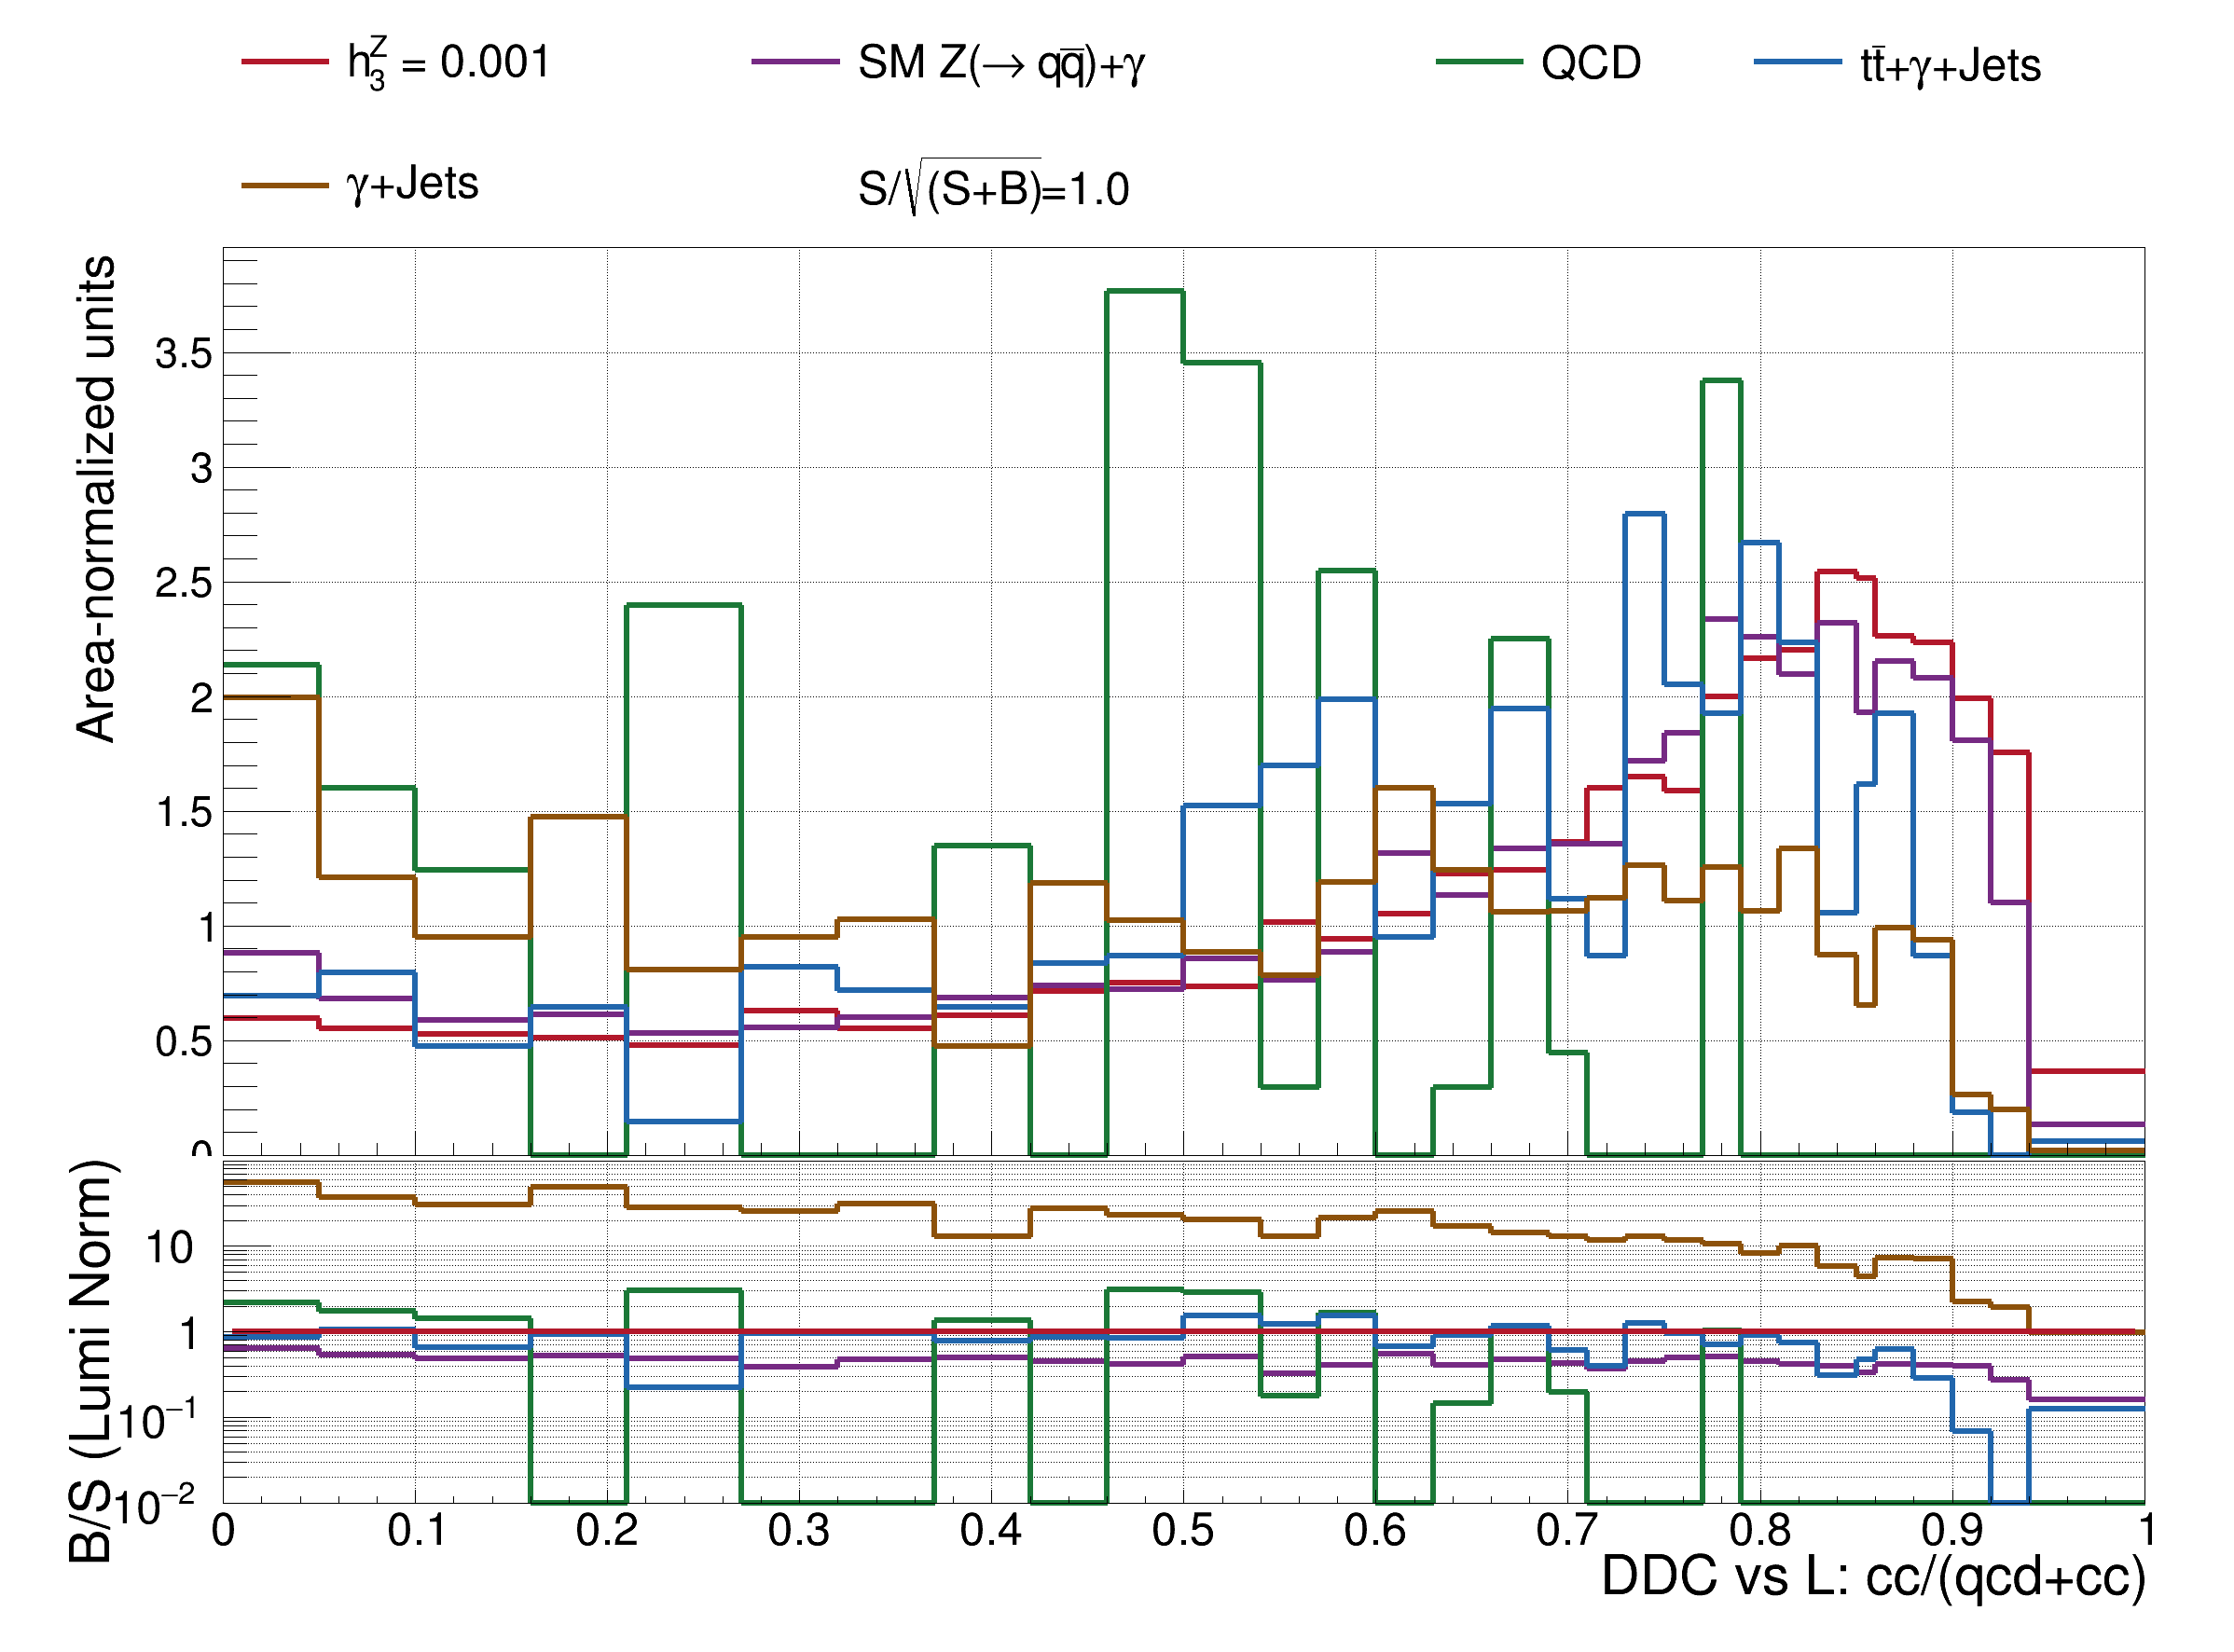 h₃ᶻ = 0.001
SM Z(→ qq̄)+γ
QCD
tt̄+γ+Jets
γ+Jets
S/√(S+B)=1.0
Area-normalized units
3.5
3
2.5
2
1.5
1
0.5
0
B/S (Lumi Norm)
10
1
10⁻¹
10⁻²
0 0.1 0.2 0.3 0.4 0.5 0.6 0.7 0.8 0.9 1
DDC vs L: cc/(qcd+cc)